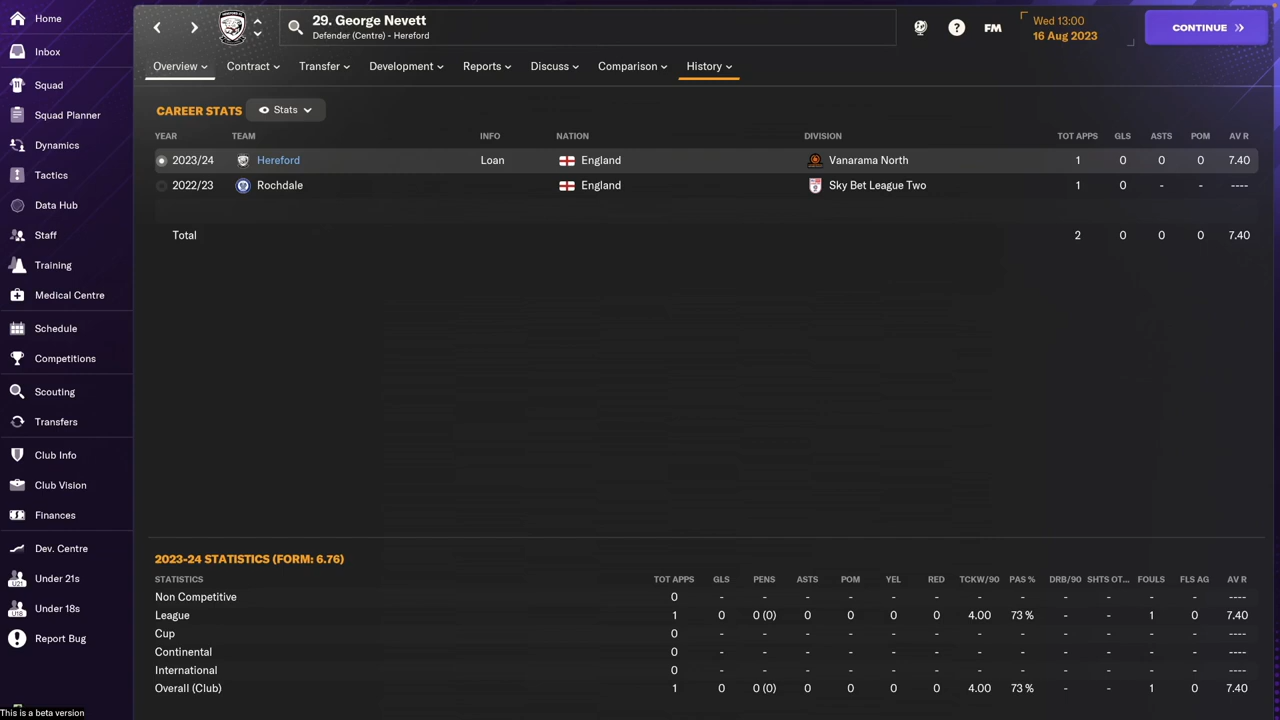 Home
Inbox
Squad
Squad Planner
Dynamics
Tactics
Data Hub
Staff
Training
Medical Centre
Schedule
Competitions
Scouting
Transfers
Club Info
Club Vision
Finances
Dev. Centre
U21 Under 21s
U18 Under 18s
Report Bug
This is a beta version
29. George Nevett
Defender (Centre) - Hereford
FM
Wed 13:00
16 Aug 2023
CONTINUE
Overview Contract Transfer Development Reports Discuss Comparison History
CAREER STATS Stats
YEAR TEAM INFO NATION DIVISION TOT APPS GLS ASTS POM AV R
2023/24 Hereford Loan England Vanarama North 1 0 0 0 7.40
2022/23 Rochdale England Sky Bet League Two 1 0 - - ----
Total 2 0 0 0 7.40
2023-24 STATISTICS (FORM: 6.76)
STATISTICS TOT APPS GLS PENS ASTS POM YEL RED TCKW/90 PAS % DRB/90 SHTS OT... FOULS FLS AG AV R
Non Competitive 0 - - - - - - - - - - - - ----
League 1 0 0 (0) 0 0 0 0 4.00 73 % - - 1 0 7.40
Cup 0 - - - - - - - - - - - - ----
Continental 0 - - - - - - - - - - - - ----
International 0 - - - - - - - - - - - - ----
Overall (Club) 1 0 0 (0) 0 0 0 0 4.00 73 % - - 1 0 7.40